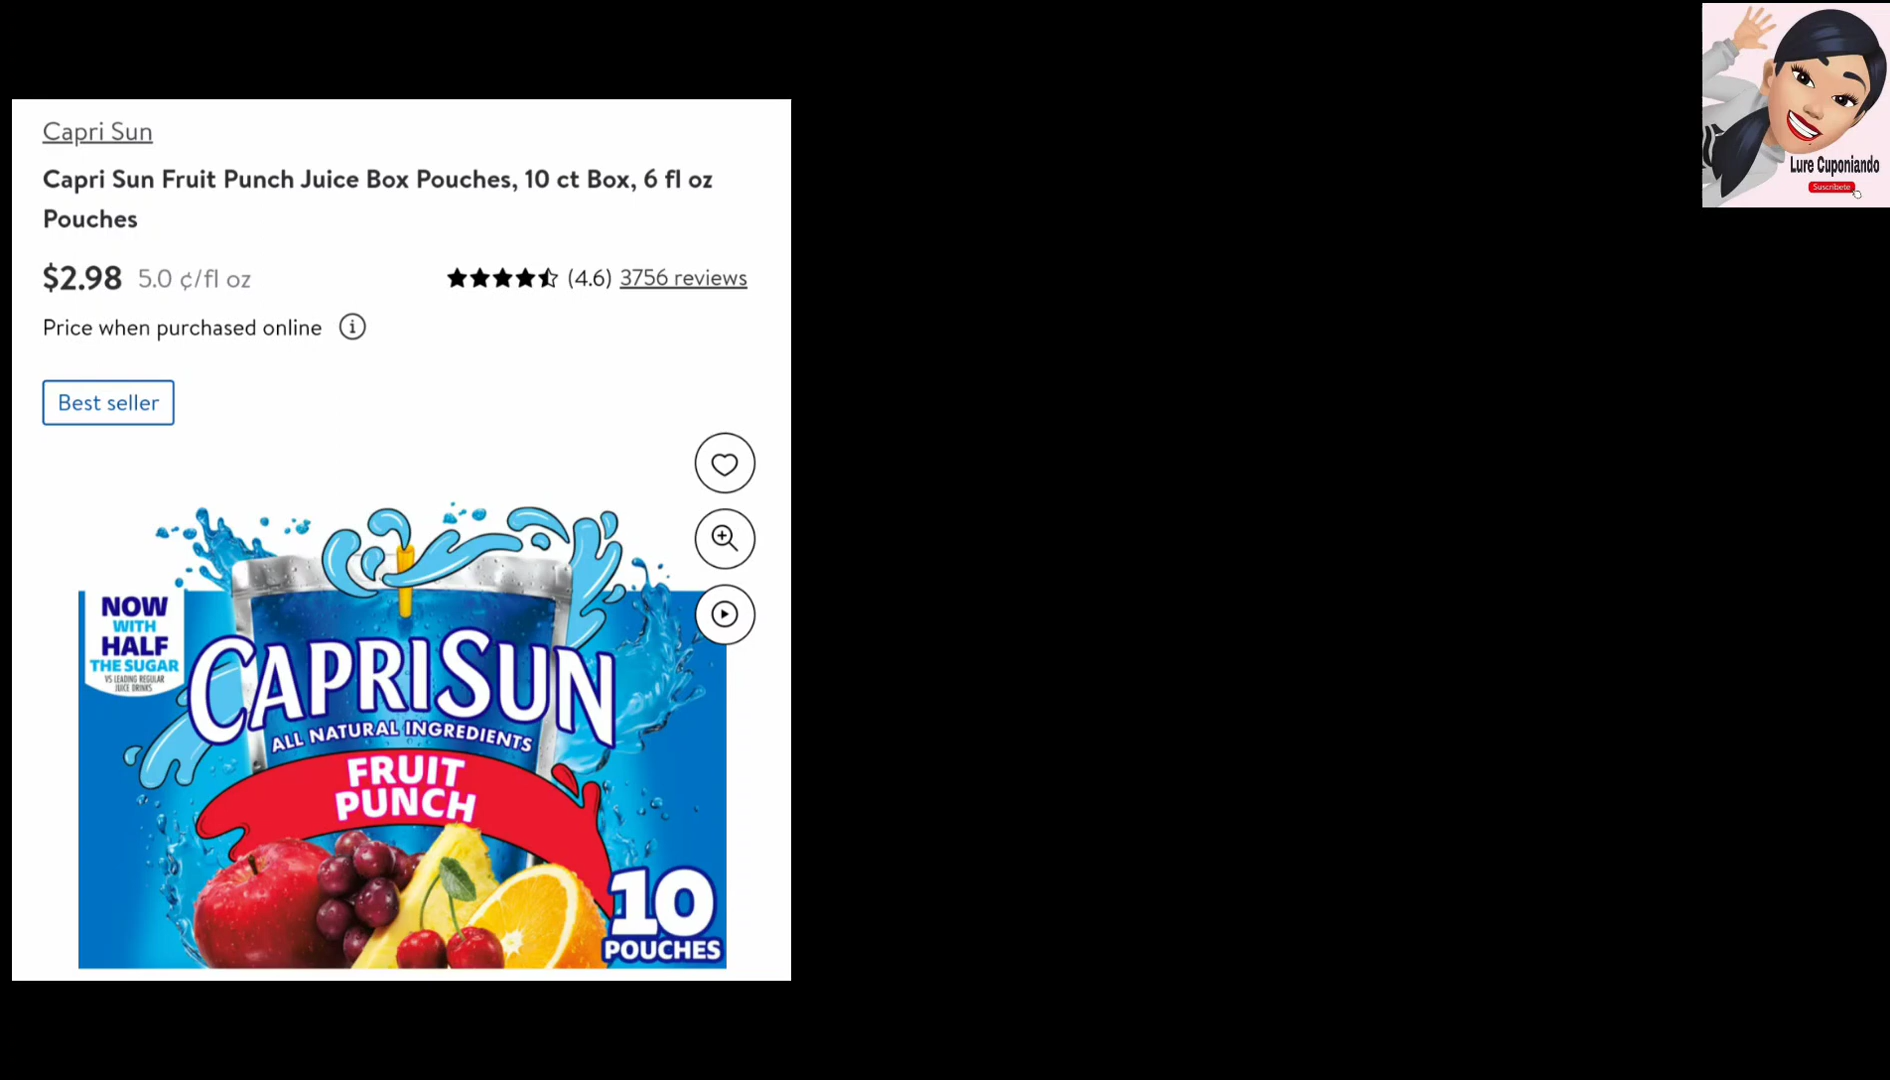 Capri Sun
Capri Sun Fruit Punch Juice Box Pouches, 10 ct Box, 6 fl oz
Pouches
$2.98 5.0 ¢/fl oz (4.6) 3756 reviews
Price when purchased online
Best seller
NOW
WITH
HALF
THE SUGAR
VS LEADING REGULAR
JUICE DRINKS
CAPRISUN
ALL NATURAL INGREDIENTS
FRUIT
PUNCH
10
POUCHES
Lure Cuponiando
Suscríbete